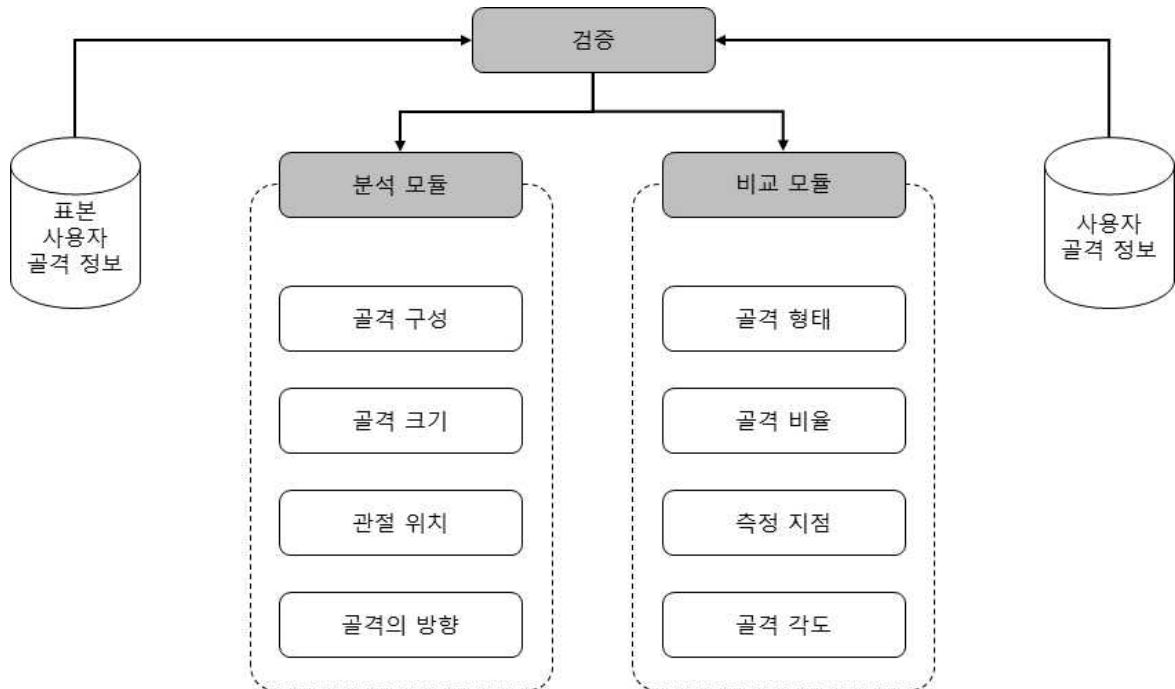 검증
표본
사용자
골격 정보
사용자
골격 정보
분석 모듈
골격 구성
골격 크기
관절 위치
골격의 방향
비교 모듈
골격 형태
골격 비율
측정 지점
골격 각도